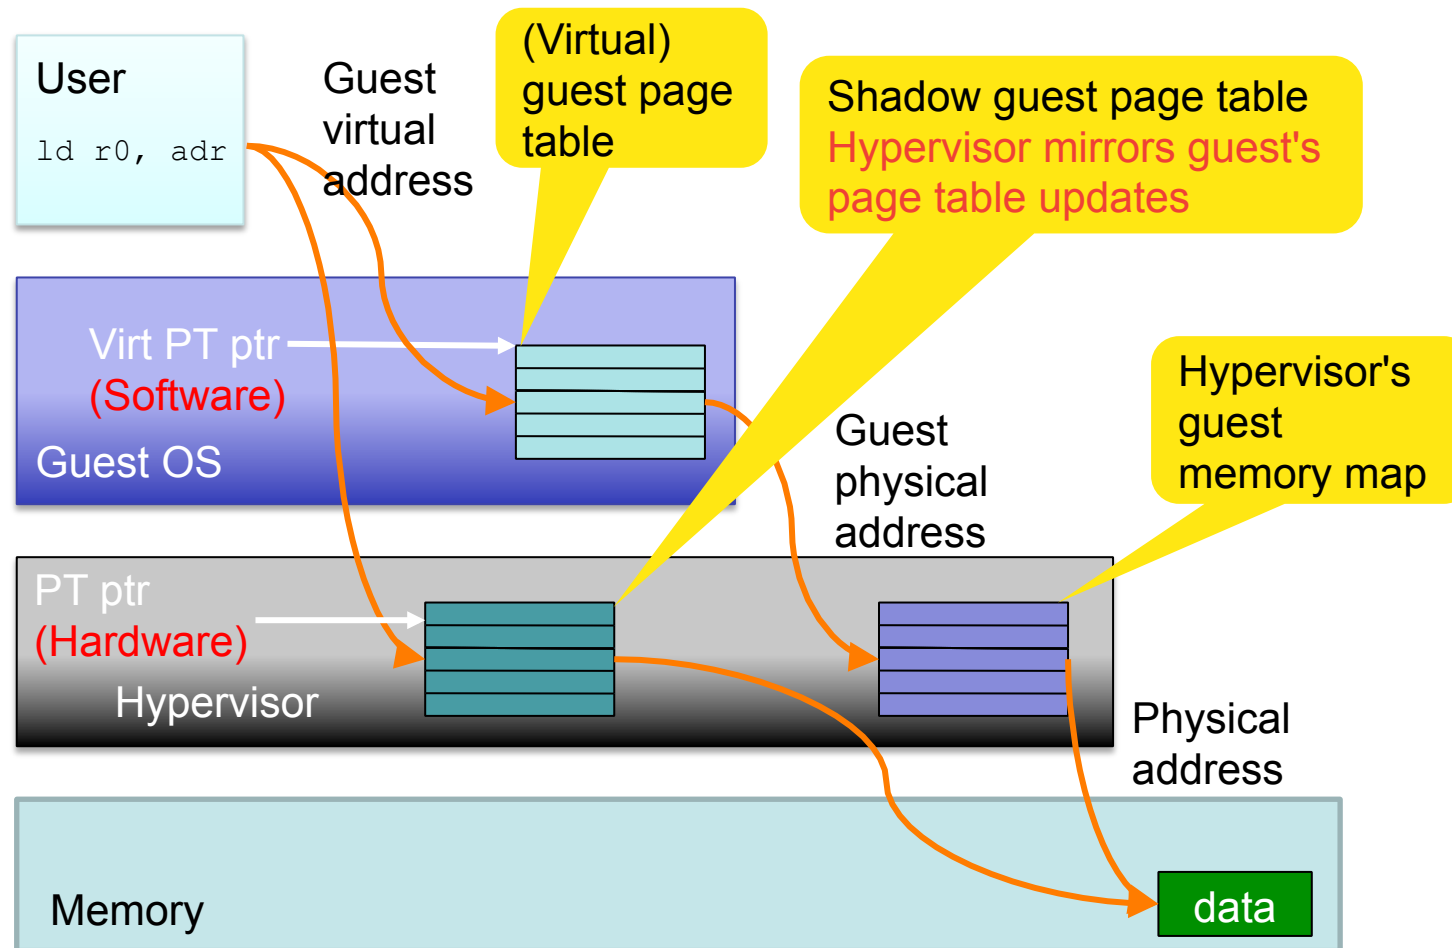 User
ld r0, adr
Guest
virtual
address
(Virtual)
guest page
table
Shadow guest page table
Hypervisor mirrors guest's
page table updates
Virt PT ptr
(Software)
Guest OS
Guest
physical
address
Hypervisor's
guest
memory map
PT ptr
(Hardware)
Hypervisor
Physical
address
Memory
data